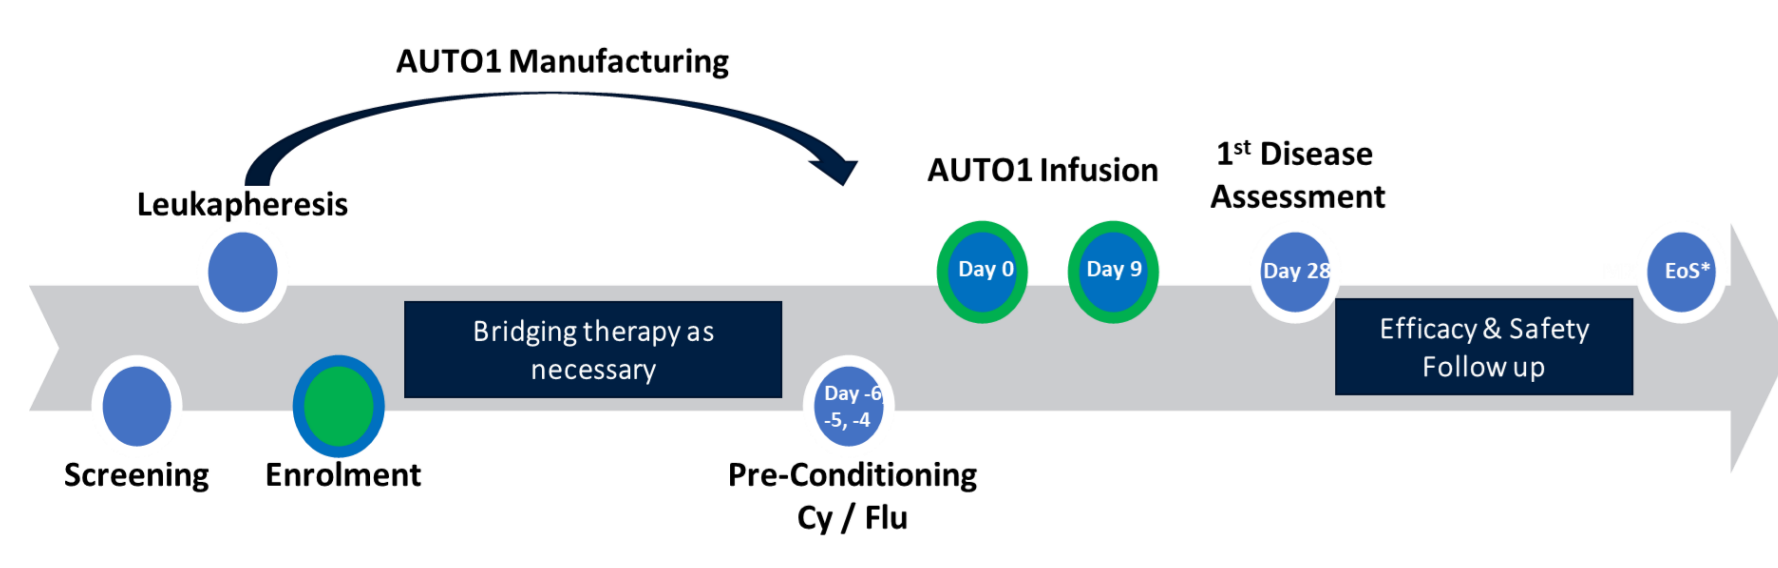 AUTO1 Manufacturing
Leukapheresis
AUTO1 Infusion
1st Disease
Assessment
Day 0
Day 9
Day 28
EoS*
Bridging therapy as
necessary
Efficacy & Safety
Follow up
Day -6,
-5, -4
Screening
Enrolment
Pre-Conditioning
Cy / Flu